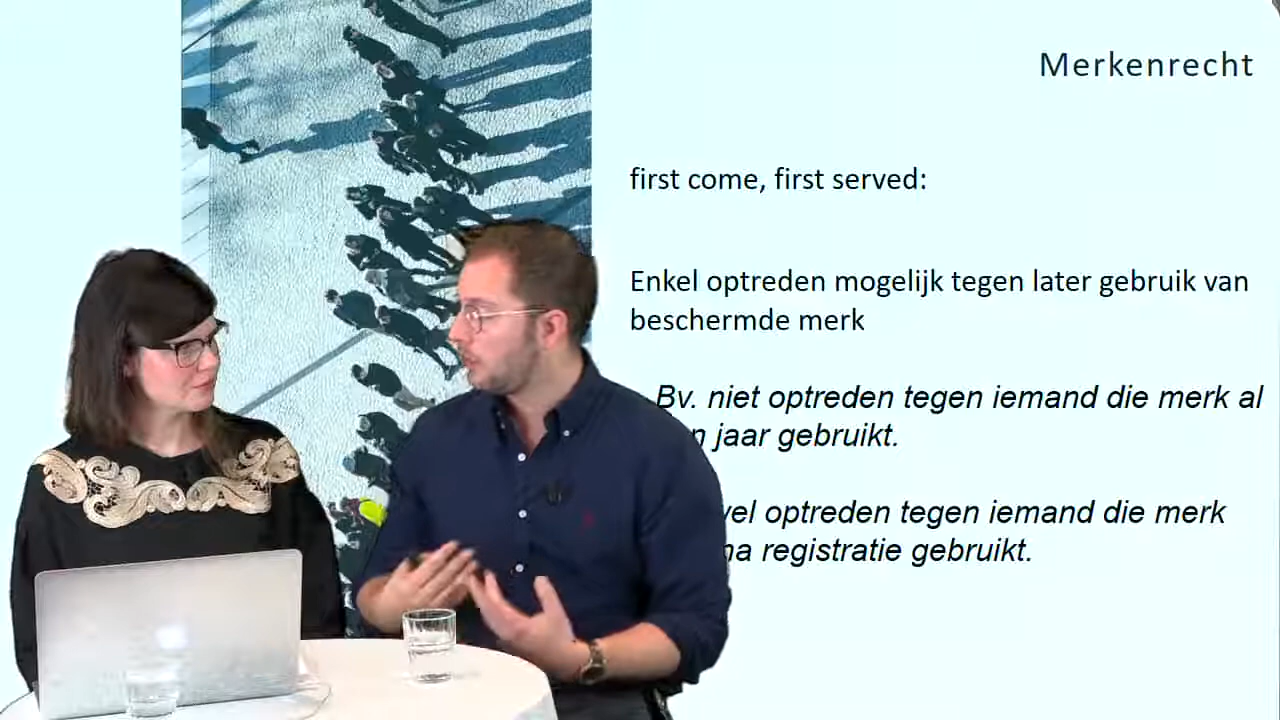 Merkenrecht
first come, first served:
Enkel optreden mogelijk tegen later gebruik van
beschermde merk
Bv. niet optreden tegen iemand die merk al
jaar gebruikt.
optreden tegen iemand die merk
na registratie gebruikt.